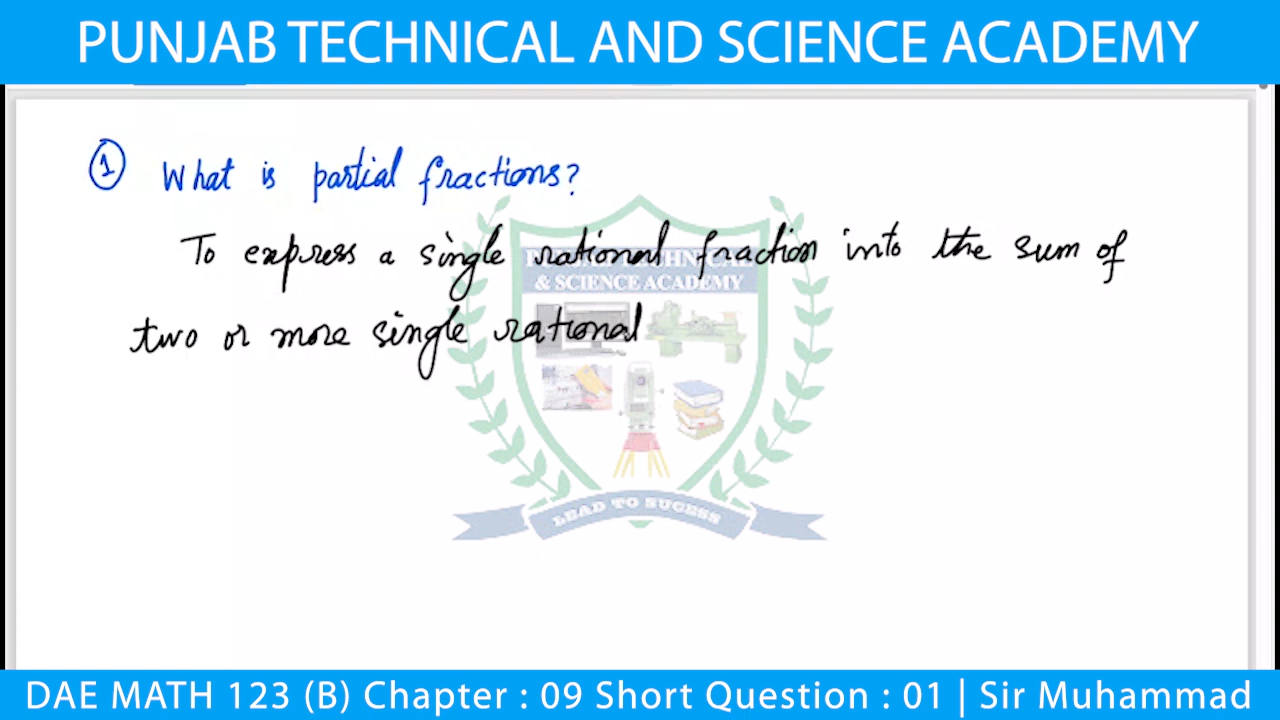 PUNJAB TECHNICAL AND SCIENCE ACADEMY
① What is partial fractions?
To express a single rational fraction into the sum of
two or more single rational
& SCIENCE ACADEMY
LEAD TO SUCESS
DAE MATH 123 (B) Chapter : 09 Short Question : 01 | Sir Muhammad